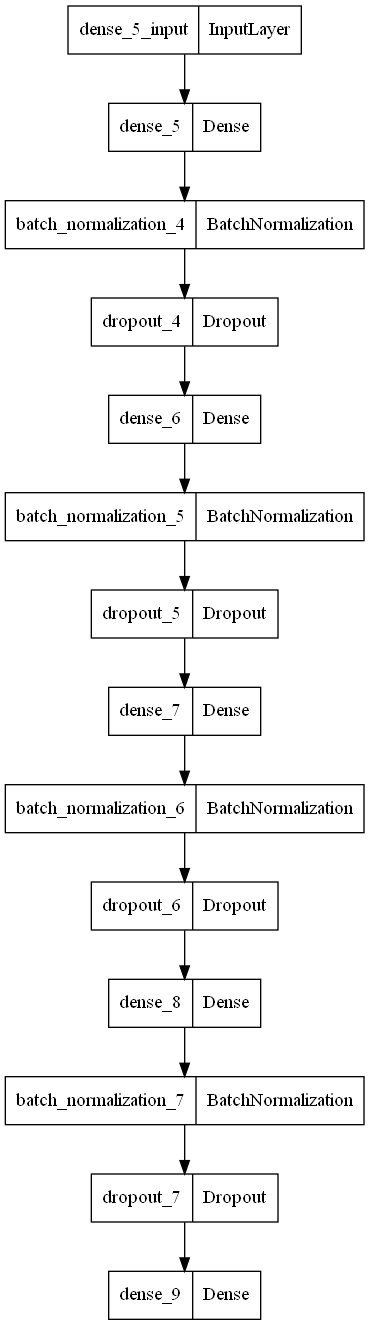 dense_5_input InputLayer
dense_5 Dense
batch_normalization_4 BatchNormalization
dropout_4 Dropout
dense_6 Dense
batch_normalization_5 BatchNormalization
dropout_5 Dropout
dense_7 Dense
batch_normalization_6 BatchNormalization
dropout_6 Dropout
dense_8 Dense
batch_normalization_7 BatchNormalization
dropout_7 Dropout
dense_9 Dense